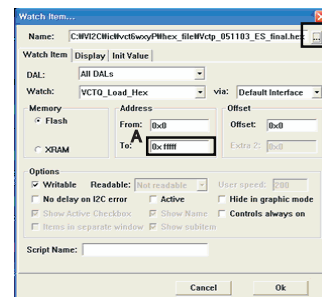 Watch Item...
Name: C:\VI2C\Vic\Vct6wxyP\Hex_file\Vctp_051103_ES_final.hex ...
Watch Item Display Init Value
DAL: All DALs
Watch: VCTQ_Load_Hex via: Default Interface
Memory Address Offset
Flash From: 0x0 Offset: 0x0
A
XRAM To: 0x fffff Extra 2: 0x0
Options
Writable Readable: Not readable User speed: 200
No delay on I2C error Active Hide in graphic mode
Show Active Checkbox Show Name Controls always on
Items in separate window Show subitem
Script Name:
Cancel Ok